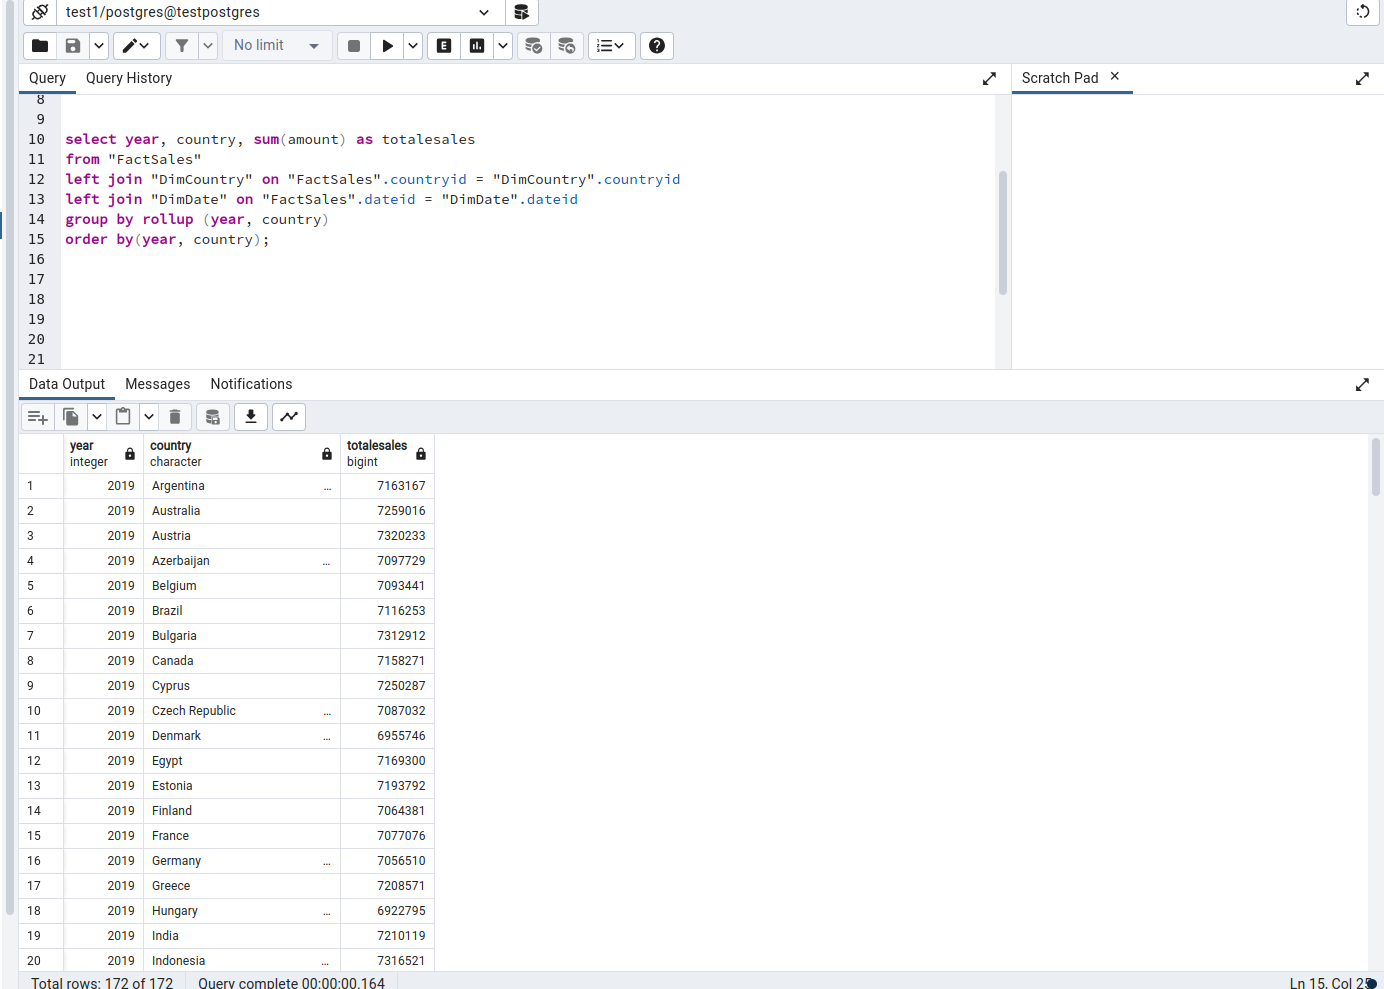 test1/postgres@testpostgres
No limit
E
Query Query History
Scratch Pad ×
8
9
10 select year, country, sum(amount) as totalesales
11 from "FactSales"
12 left join "DimCountry" on "FactSales".countryid = "DimCountry".countryid
13 left join "DimDate" on "FactSales".dateid = "DimDate".dateid
14 group by rollup (year, country)
15 order by(year, country);
16
17
18
19
20
21
Data Output Messages Notifications
year country totalesales
integer character bigint
1 2019 Argentina ... 7163167
2 2019 Australia 7259016
3 2019 Austria 7320233
4 2019 Azerbaijan ... 7097729
5 2019 Belgium 7093441
6 2019 Brazil 7116253
7 2019 Bulgaria 7312912
8 2019 Canada 7158271
9 2019 Cyprus 7250287
10 2019 Czech Republic ... 7087032
11 2019 Denmark ... 6955746
12 2019 Egypt 7169300
13 2019 Estonia 7193792
14 2019 Finland 7064381
15 2019 France 7077076
16 2019 Germany ... 7056510
17 2019 Greece 7208571
18 2019 Hungary ... 6922795
19 2019 India 7210119
20 2019 Indonesia ... 7316521
Total rows: 172 of 172 Query complete 00:00:00.164 Ln 15, Col 25